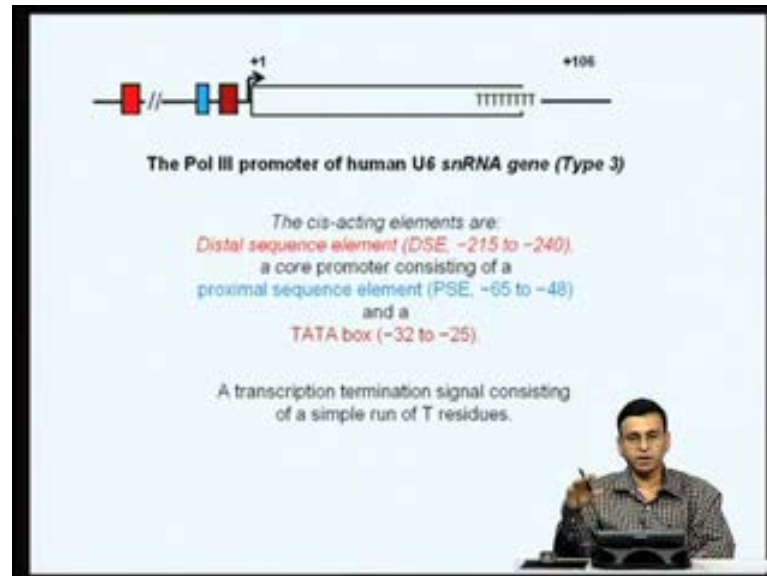 +1
+106
TTTTTTTT
The Pol III promoter of human U6 snRNA gene (Type 3)
The cis-acting elements are:
Distal sequence element (DSE, −215 to −240),
a core promoter consisting of a
proximal sequence element (PSE, −65 to −48)
and a
TATA box (−32 to −25).
A transcription termination signal consisting
of a simple run of T residues.